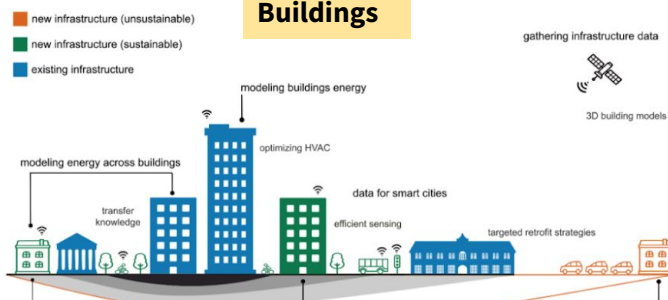 Buildings
new infrastructure (unsustainable)
new infrastructure (sustainable)
existing infrastructure
gathering infrastructure data
modeling buildings energy
3D building models
optimizing HVAC
modeling energy across buildings
data for smart cities
transfer
knowledge
efficient sensing
targeted retrofit strategies